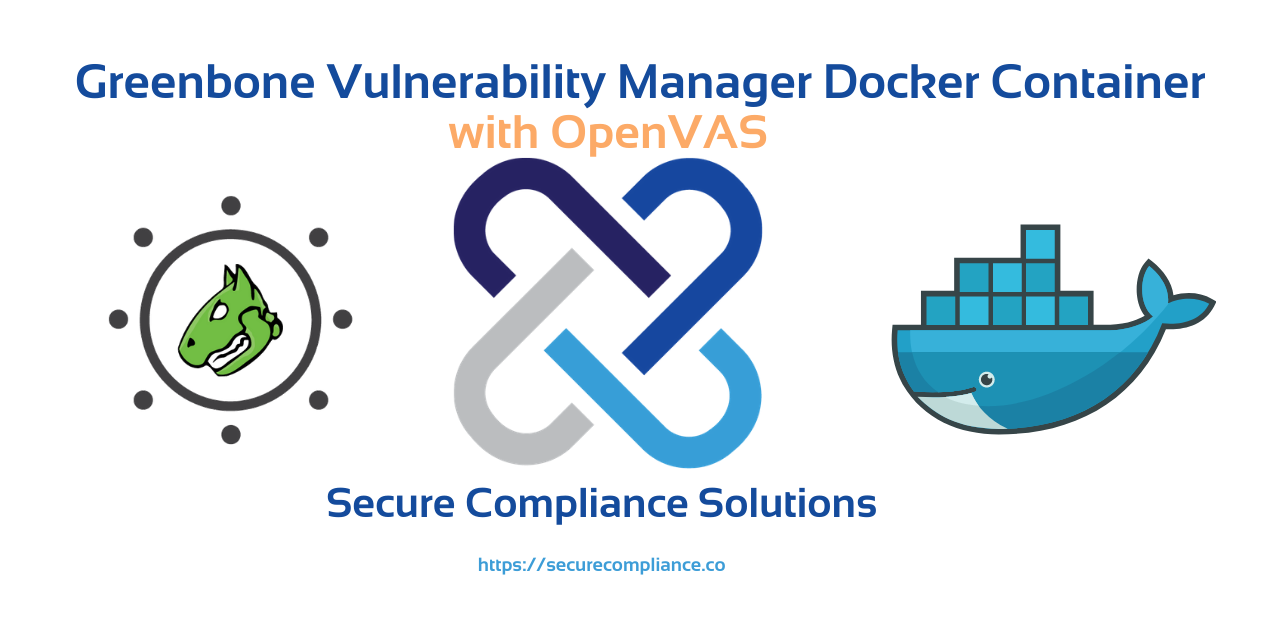 Greenbone Vulnerability Manager Docker Container
with OpenVAS
Secure Compliance Solutions
https://securecompliance.co